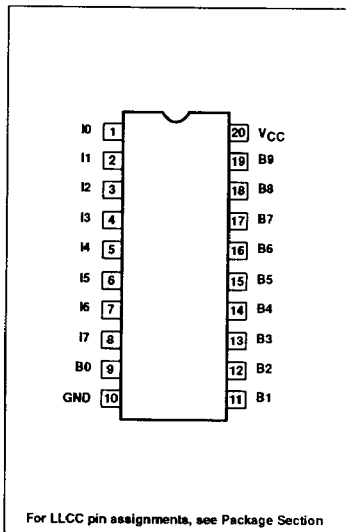 I0 1 20 VCC
I1 2 19 B9
I2 3 18 B8
I3 4 17 B7
I4 5 16 B6
I5 6 15 B5
I6 7 14 B4
I7 8 13 B3
B0 9 12 B2
GND 10 11 B1
For LLCC pin assignments, see Package Section